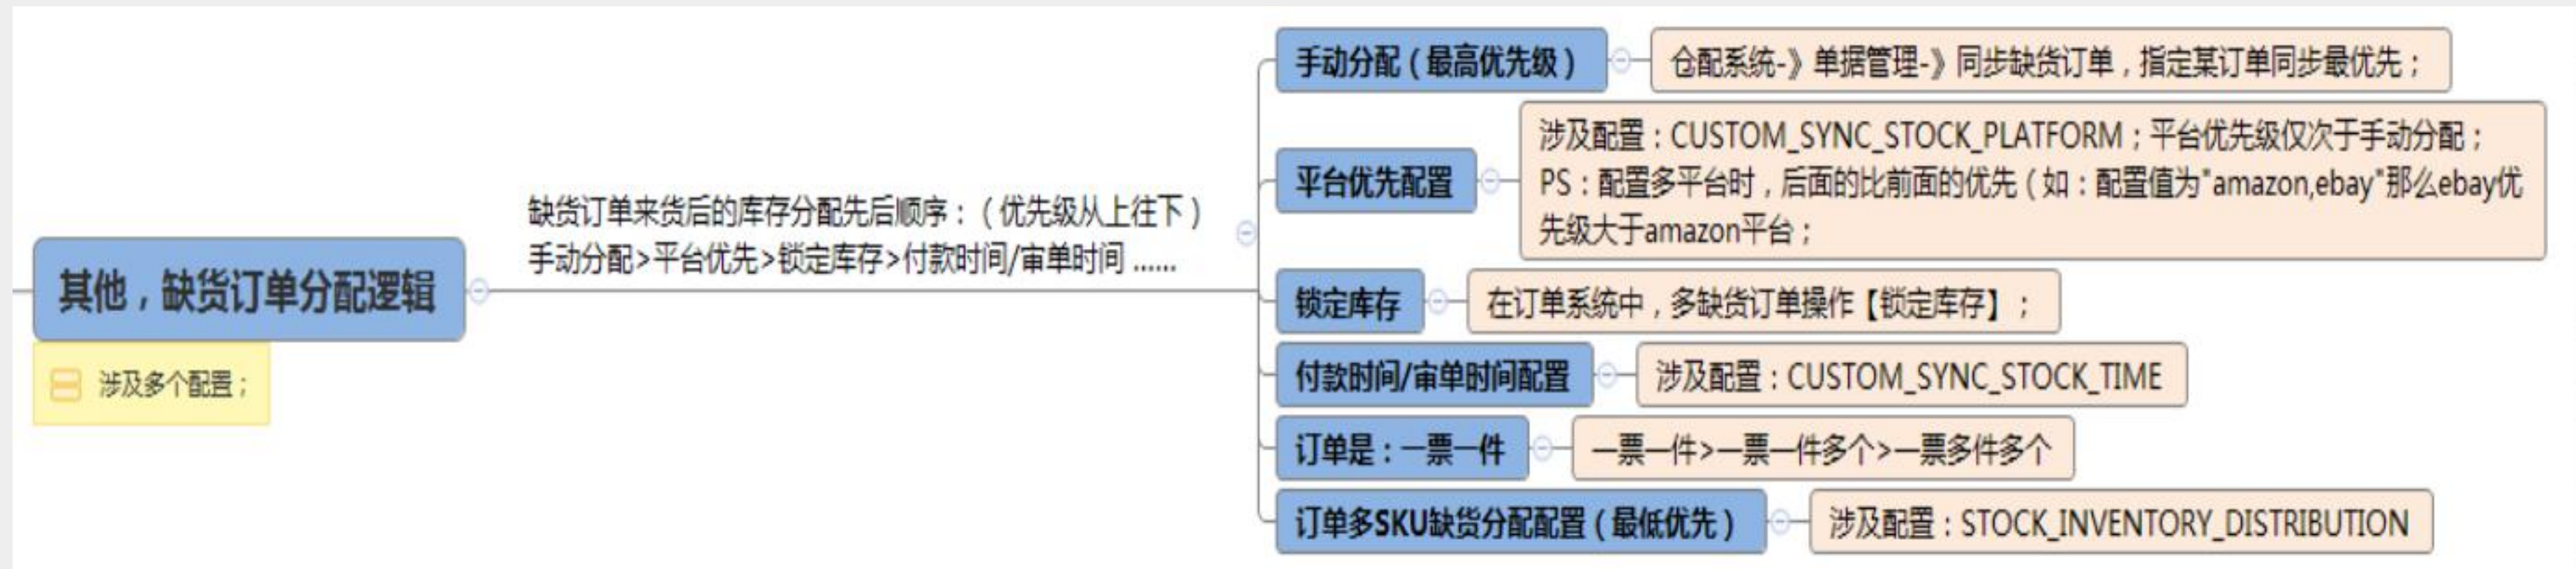 其他，缺货订单分配逻辑
涉及多个配置；
缺货订单来货后的库存分配先后顺序：（优先级从上往下）
手动分配>平台优先>锁定库存>付款时间/审单时间 ......
手动分配（最高优先级）
仓配系统-》单据管理-》同步缺货订单，指定某订单同步最优先；
平台优先配置
涉及配置：CUSTOM_SYNC_STOCK_PLATFORM；平台优先级仅次于手动分配；
PS：配置多平台时，后面的比前面的优先（如：配置值为"amazon,ebay"那么ebay优
先级大于amazon平台；
锁定库存
在订单系统中，多缺货订单操作【锁定库存】；
付款时间/审单时间配置
涉及配置：CUSTOM_SYNC_STOCK_TIME
订单是：一票一件
一票一件>一票一件多个>一票多件多个
订单多SKU缺货分配配置（最低优先）
涉及配置：STOCK_INVENTORY_DISTRIBUTION